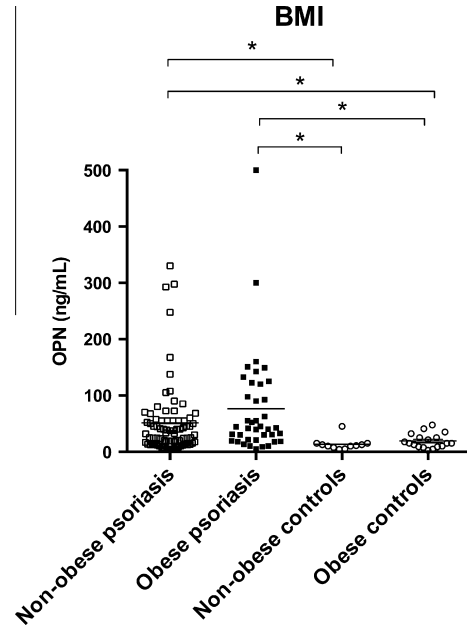 BMI
*
*
*
*
OPN (ng/mL)
500
400
300
200
100
0
Non-obese psoriasis
Obese psoriasis
Non-obese controls
Obese controls